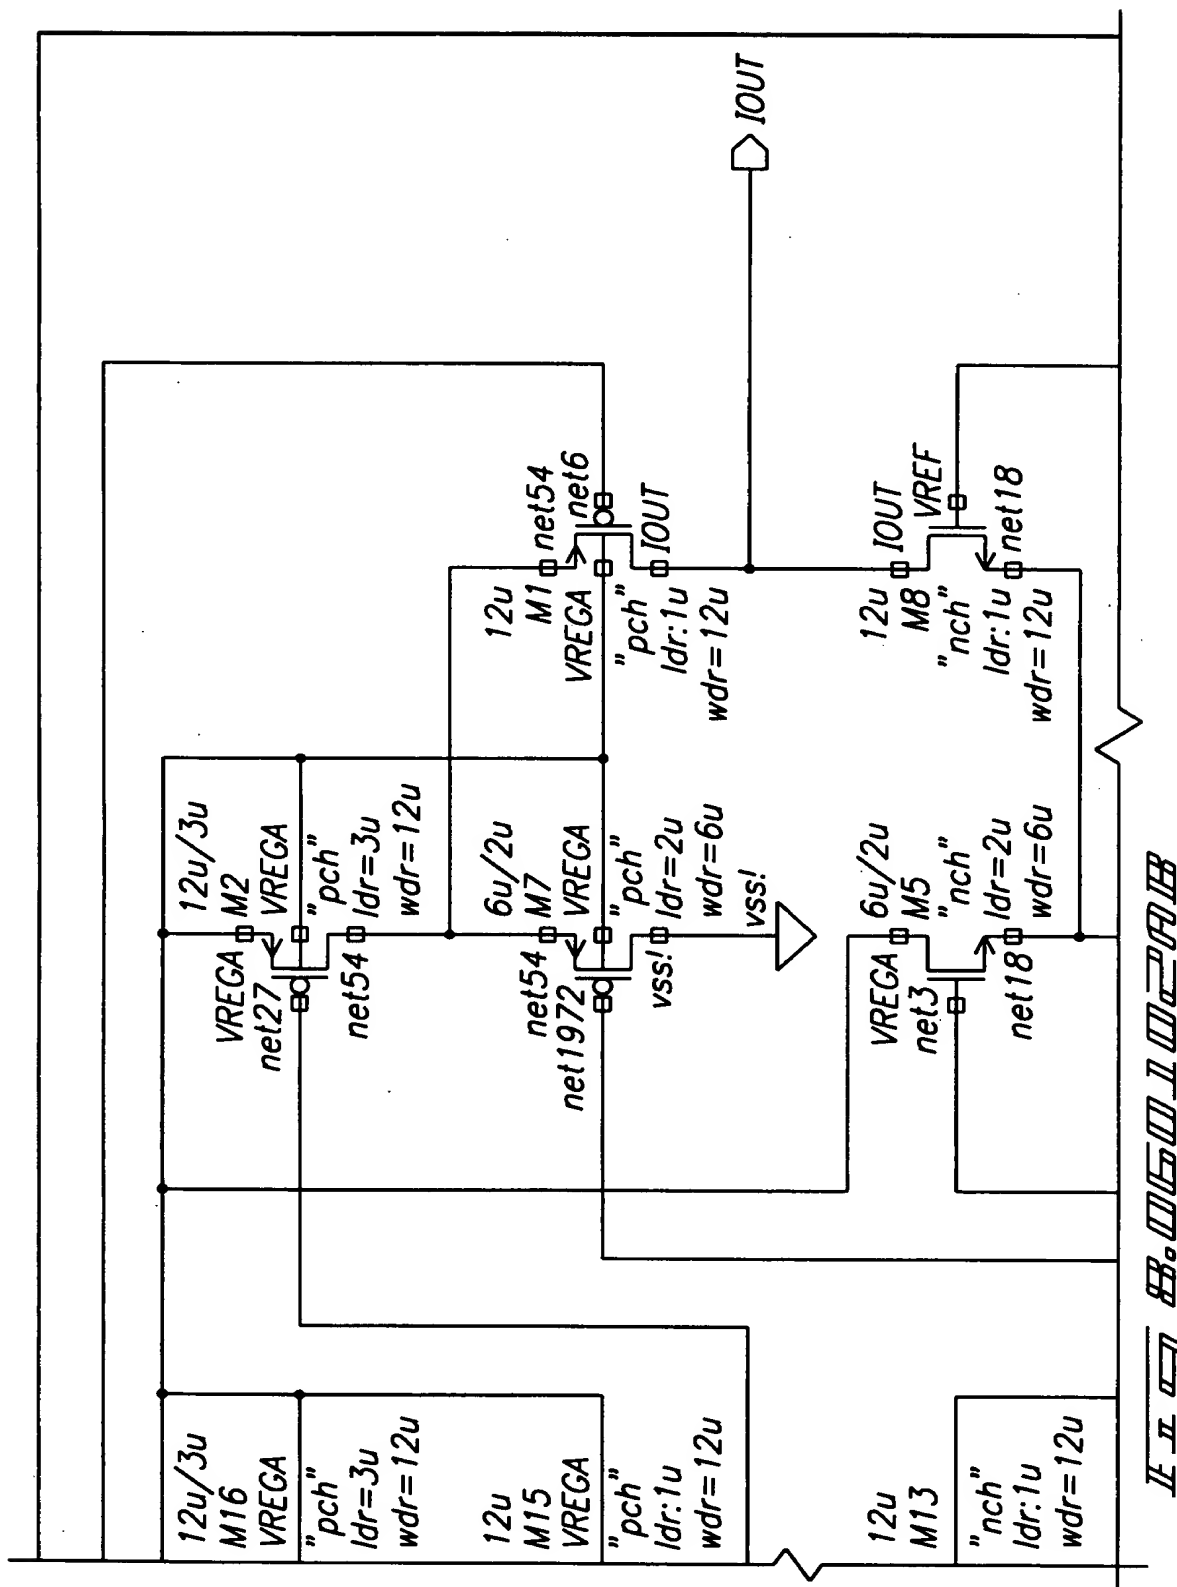 12u/3u
M16
VREGA
"pch"
ldr=3u
wdr=12u
12u
M15
VREGA
"pch"
ldr:1u
wdr=12u
12u
M13
"nch"
ldr:1u
wdr=12u
12u/3u
M2
VREGA
"pch"
ldr=3u
wdr=12u
VREGA
net27
net54
6u/2u
M7
VREGA
"pch"
ldr=2u
wdr=6u
net54
net1972
vss!
vss!
6u/2u
M5
"nch"
ldr=2u
wdr=6u
VREGA
net3
net18
12u
M1
VREGA
"pch"
ldr:1u
wdr=12u
net54
net6
IOUT
12u
M8
"nch"
ldr:1u
wdr=12u
IOUT
VREF
net18
IOUT
FIG 8.060102AB